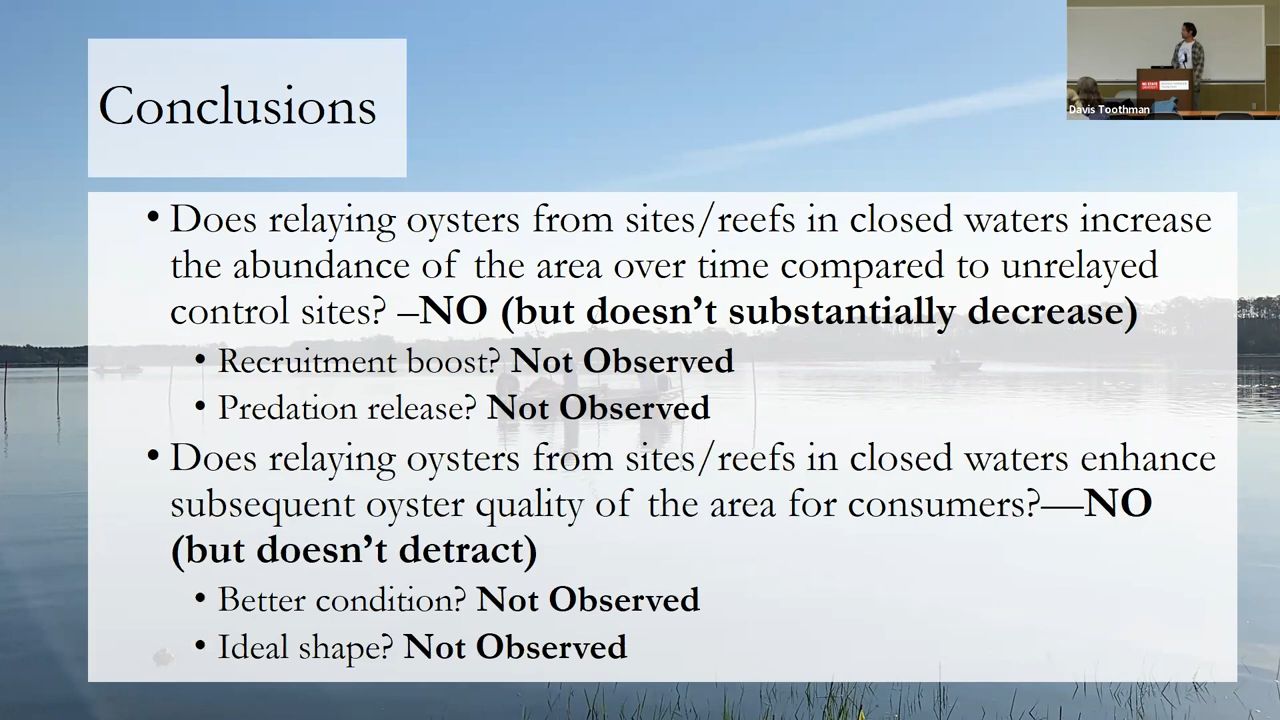 Conclusions
Davis Toothman
• Does relaying oysters from sites/reefs in closed waters increase
the abundance of the area over time compared to unrelayed
control sites? –NO (but doesn't substantially decrease)
• Recruitment boost? Not Observed
• Predation release? Not Observed
• Does relaying oysters from sites/reefs in closed waters enhance
subsequent oyster quality of the area for consumers?—NO
(but doesn't detract)
• Better condition? Not Observed
• Ideal shape? Not Observed